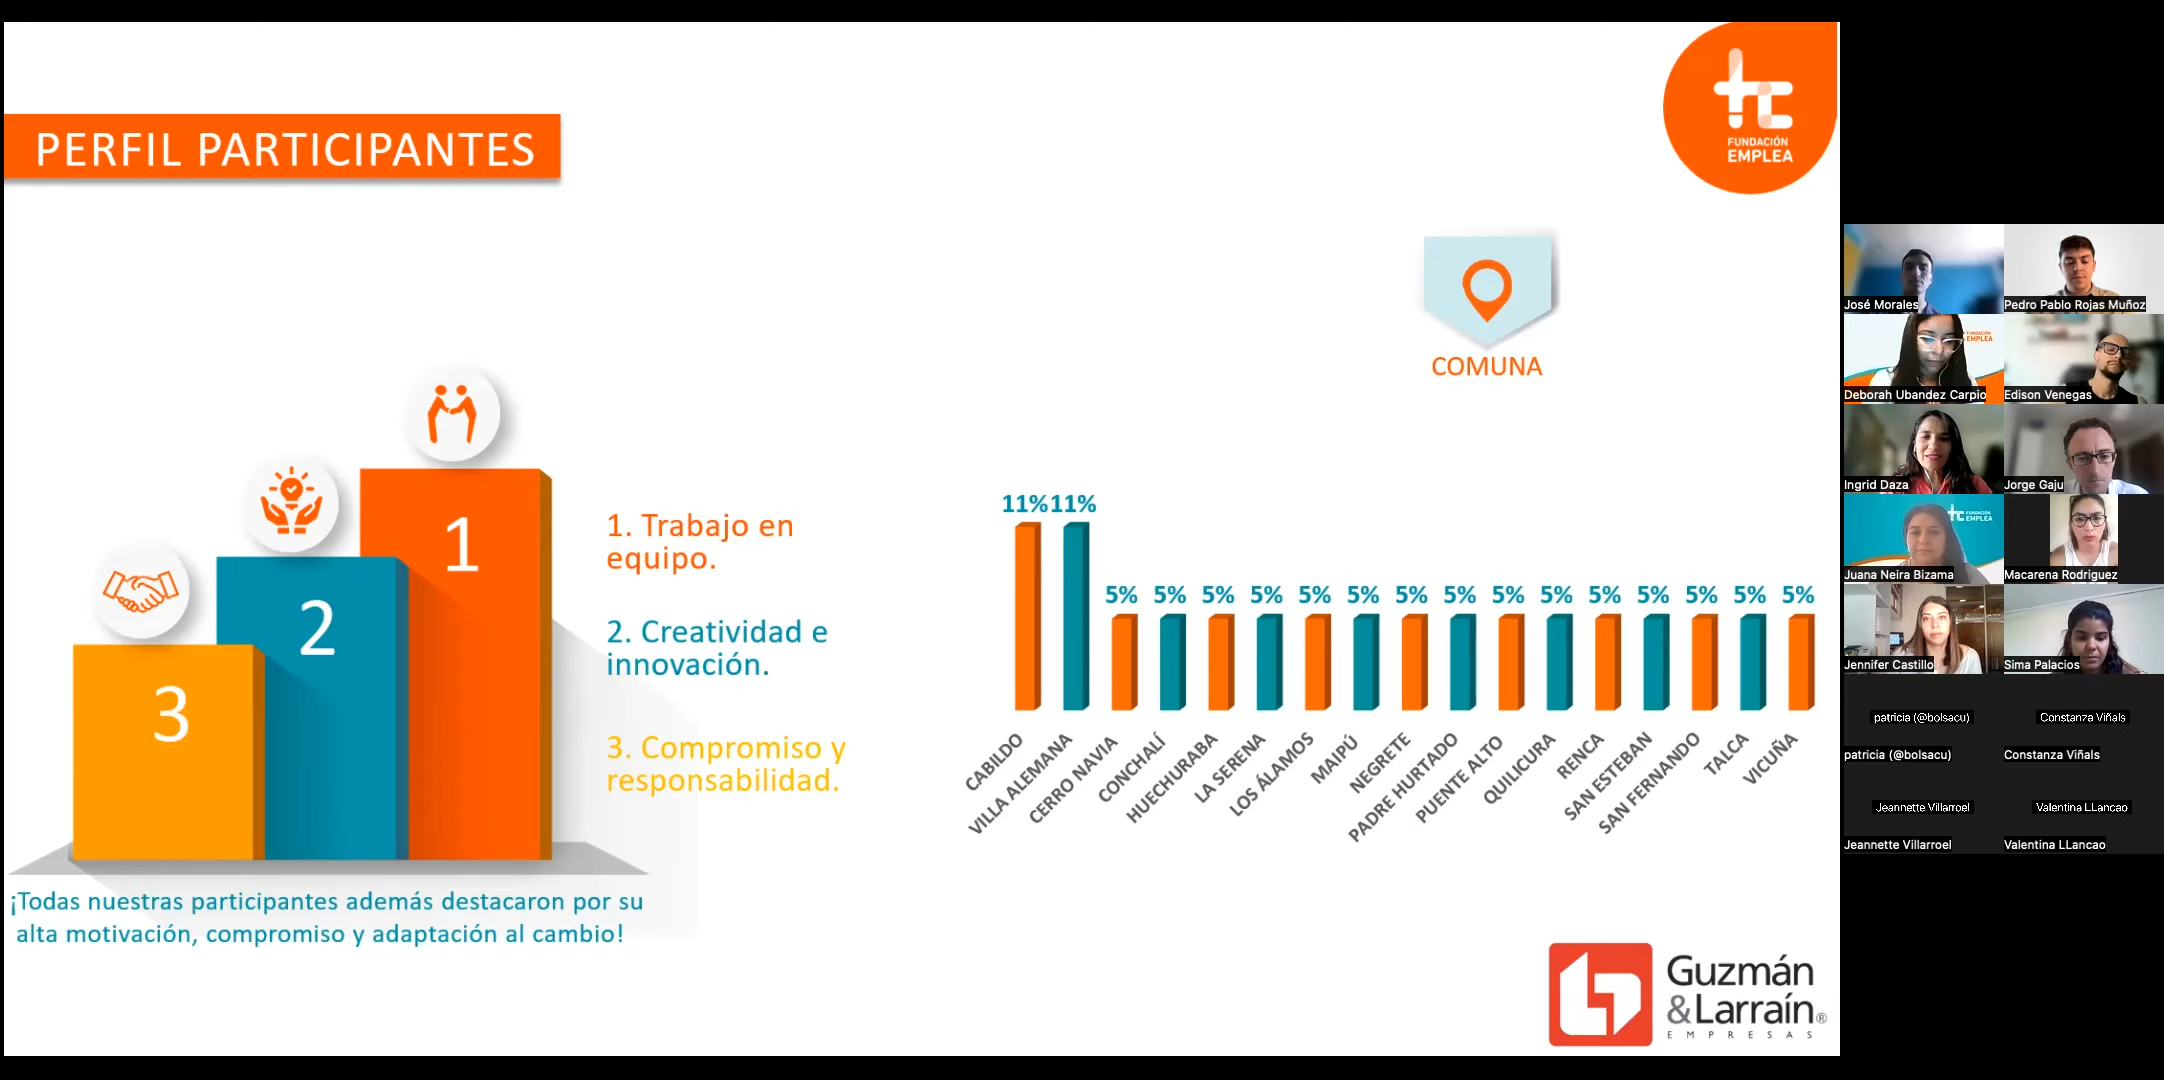 PERFIL PARTICIPANTES
FUNDACIÓN
EMPLEA
COMUNA
1
2
3
1. Trabajo en
equipo.
2. Creatividad e
innovación.
3. Compromiso y
responsabilidad.
¡Todas nuestras participantes además destacaron por su
alta motivación, compromiso y adaptación al cambio!
11% 11% 5% 5% 5% 5% 5% 5% 5% 5% 5% 5% 5% 5% 5% 5% 5%
CABILDO
VILLA ALEMANA
CERRO NAVIA
CONCHALÍ
HUECHURABA
LA SERENA
LOS ÁLAMOS
MAIPÚ
NEGRETE
PADRE HURTADO
PUENTE ALTO
QUILICURA
RENCA
SAN ESTEBAN
SAN FERNANDO
TALCA
VICUÑA
Guzmán
&Larraín®
EMPRESAS
José Morales
Pedro Pablo Rojas Muñoz
FUNDACIÓN
EMPLEA
Deborah Ubandez Carpio
Edison Venegas
Ingrid Daza
Jorge Gaju
FUNDACIÓN
EMPLEA
Juana Neira Bizama
Macarena Rodriguez
Jennifer Castillo
Sima Palacios
patricia (@bolsacu)
Constanza Viñals
patricia (@bolsacu)
Constanza Viñals
Jeannette Villarroel
Valentina LLancao
Jeannette Villarroel
Valentina LLancao